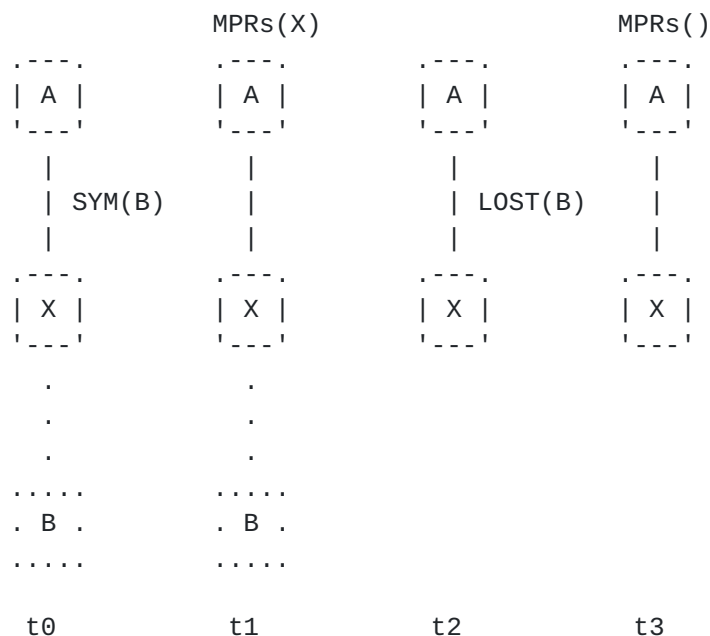 MPRs(X) MPRs()
.---. .---. .---. .---.
| A | | A | | A | | A |
'---' '---' '---' '---'
| | | |
| SYM(B) | | LOST(B) |
| | | |
.---. .---. .---. .---.
| X | | X | | X | | X |
'---' '---' '---' '---'
. .
. .
. .
..... .....
. B . . B .
..... .....
t0 t1 t2 t3